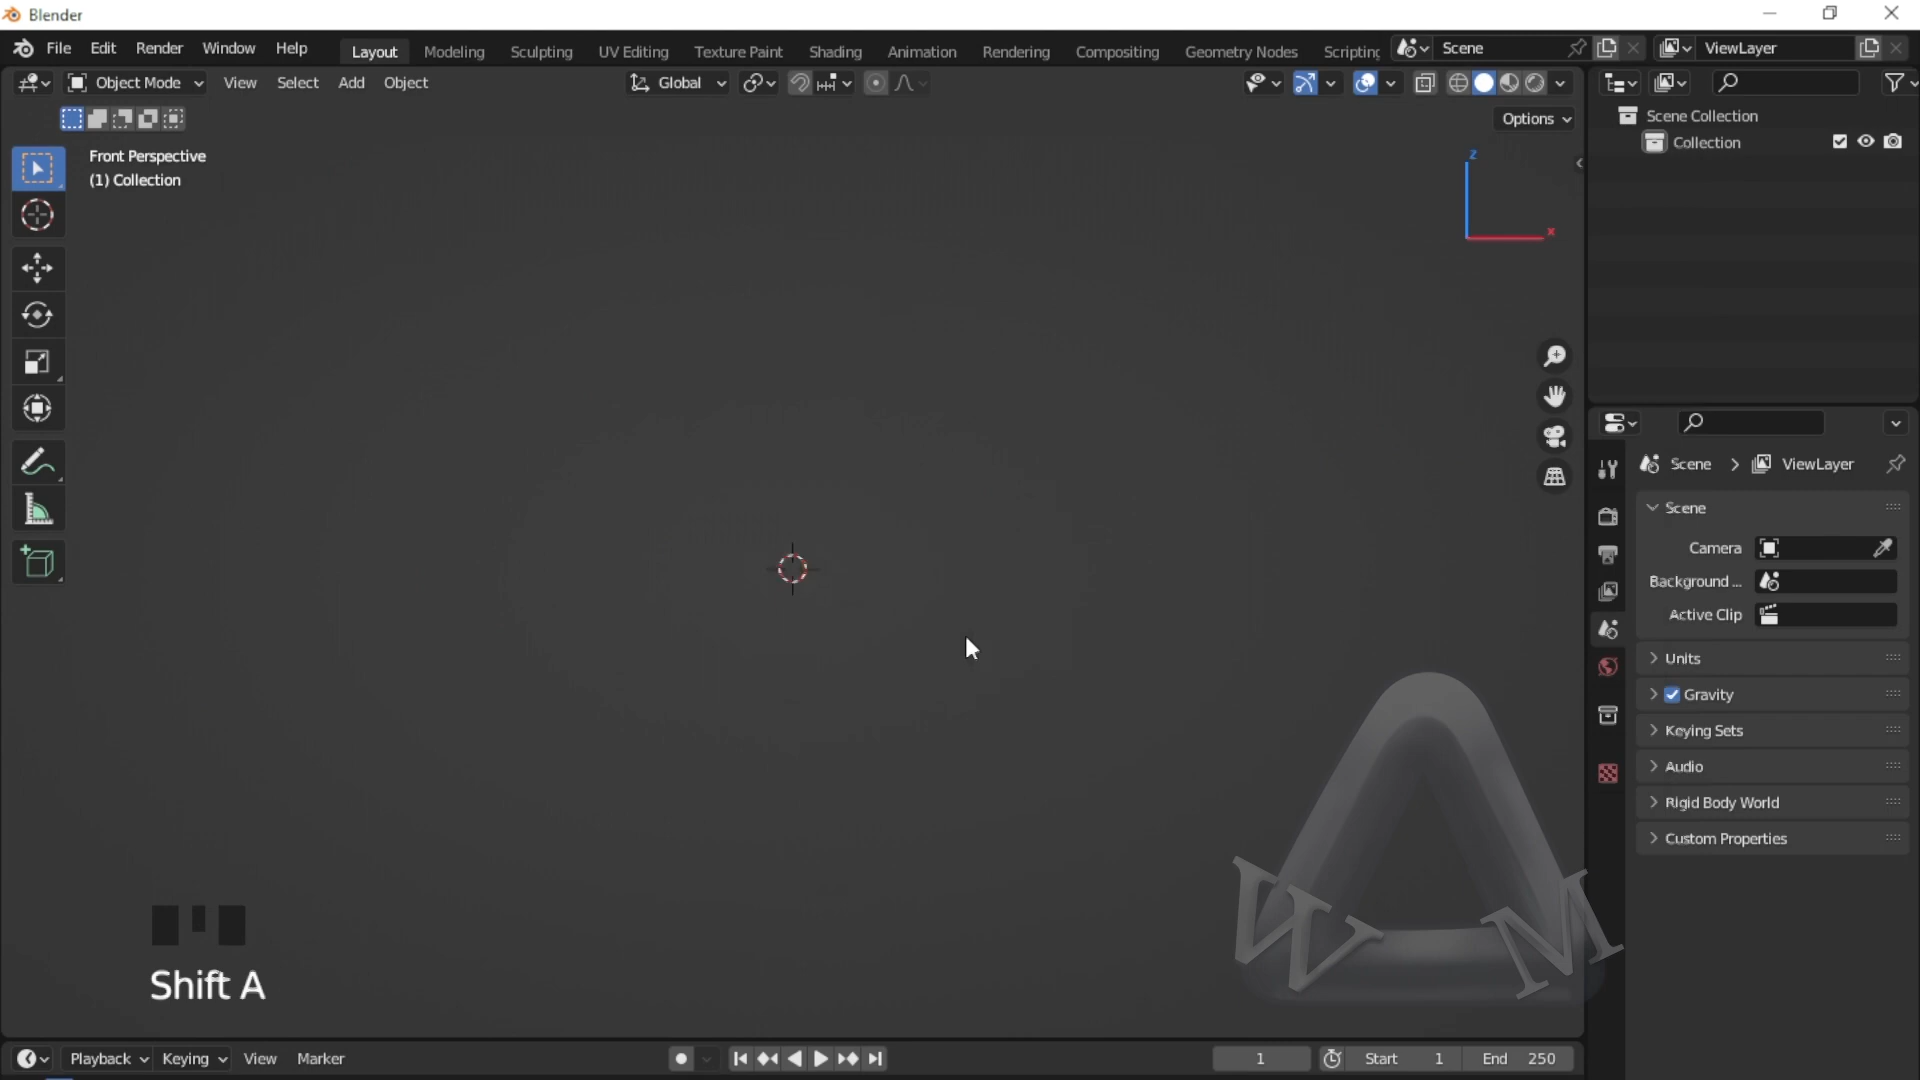 Blender
File Edit Render Window Help Layout Modeling Sculpting UV Editing Texture Paint Shading Animation Rendering Compositing Geometry Nodes Scripting Scene ViewLayer
Object Mode View Select Add Object Global
Options
Front Perspective
(1) Collection
Z
X
Scene Collection
Collection
Scene ViewLayer
Scene
Camera
Background ...
Active Clip
Units
Gravity
Keying Sets
Audio
Rigid Body World
Custom Properties
W M
Shift A
Playback Keying View Marker 1 Start 1 End 250